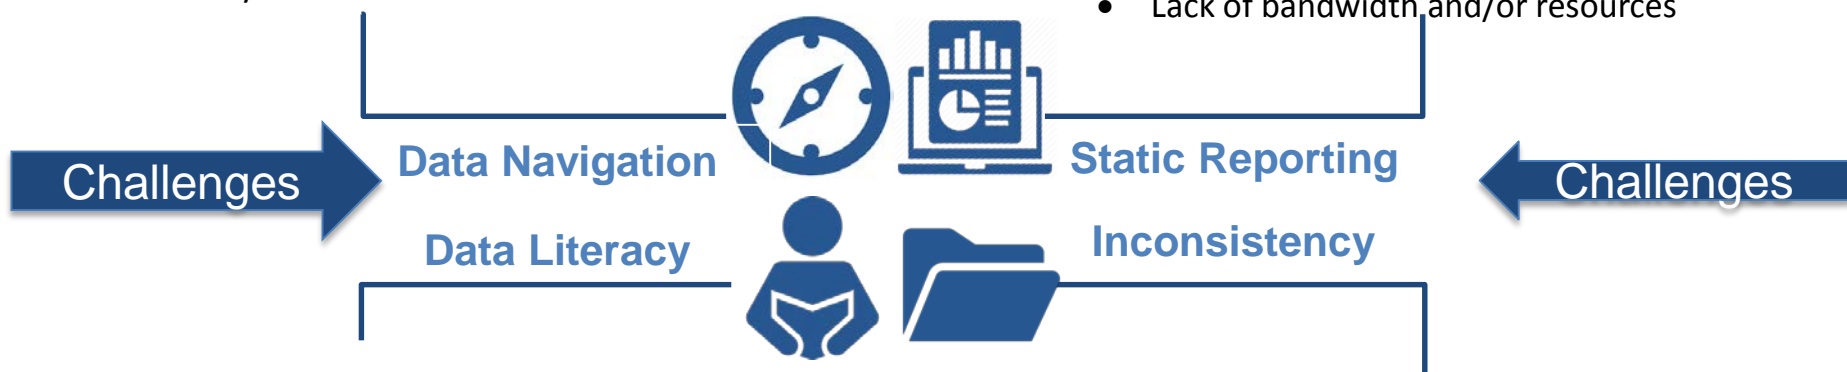 • Lack of bandwidth and/or resources
Challenges
Data Navigation
Static Reporting
Challenges
Data Literacy
Inconsistency